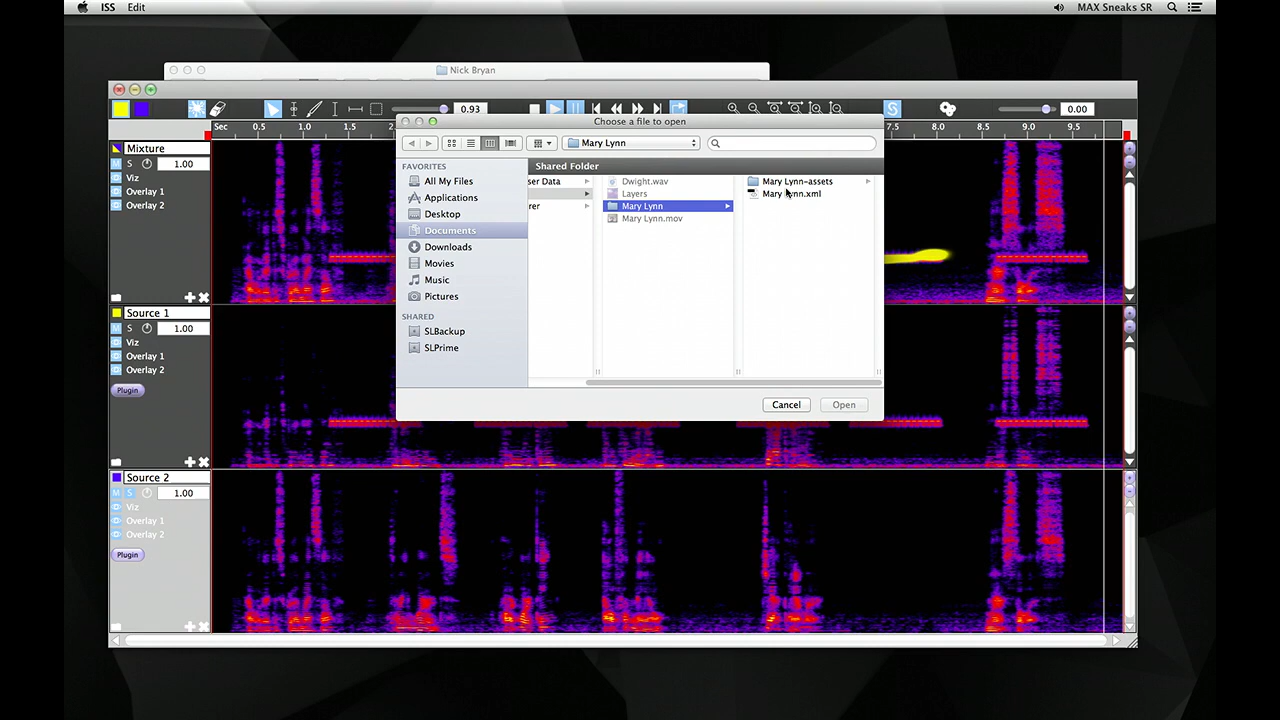 ISS Edit MAX Sneaks SR
Nick Bryan
0.93 0.00
Choose a file to open
Sec 0.5 1.0 1.5 7.5 8.0 8.5 9.0 9.5
Mary Lynn
Mixture
S 1.00
Viz
Overlay 1
Overlay 2
FAVORITES
All My Files
Applications
Desktop
Documents
Downloads
Movies
Music
Pictures
SHARED
SLBackup
SLPrime
Shared Folder
ser Data
rer
Dwight.wav
Layers
Mary Lynn
Mary Lynn.mov
Mary Lynn-assets
Mary Lynn.xml
Cancel Open
Source 1
M S 1.00
Viz
Overlay 1
Overlay 2
Plugin
Source 2
M S 1.00
Viz
Overlay 1
Overlay 2
Plugin